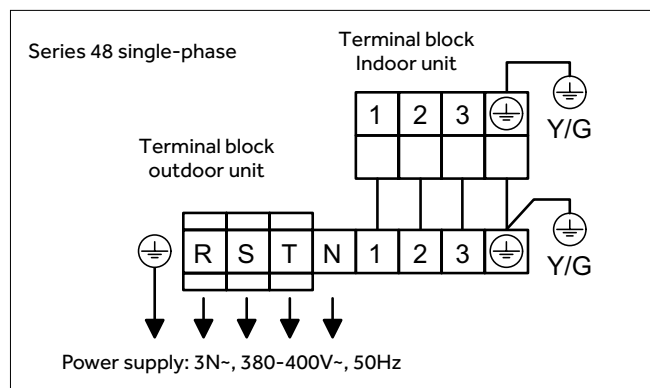 Series 48 single-phase
Terminal block
Indoor unit
1 2 3
Y/G
Terminal block
outdoor unit
R S T N 1 2 3
Y/G
Power supply: 3N~, 380-400V~, 50Hz